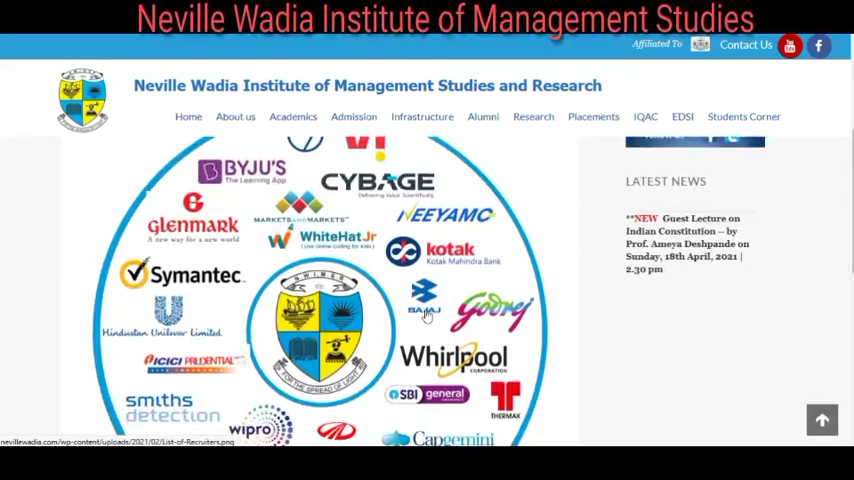 Neville Wadia Institute of Management Studies
Affiliated To Contact Us
Neville Wadia Institute of Management Studies and Research
Home About us Academics Admission Infrastructure Alumni Research Placements IQAC EDSI Students Corner
BYJU'S
The Learning App
CYBAGE
Delivering Value Scientifically
GLENMARK
A new way for a new world
MARKETSANDMARKETS
NEEYAMO
WhiteHat Jr
Live online coding for kids
kotak
Kotak Mahindra Bank
Symantec
NWIMSR
BAJAJ
Godrej
Hindustan Unilever Limited
Whirlpool
CORPORATION
ICICI PRUDENTIAL
LIFE INSURANCE
FOR THE SPREAD OF LIGHT
SBI general
THERMAX
smiths
detection
wipro
Capgemini
LATEST NEWS
**NEW Guest Lecture on
Indian Constitution – by
Prof. Ameya Deshpande on
Sunday, 18th April, 2021 |
2.30 pm
nevillewadia.com/wp-content/uploads/2021/02/List-of-Recruiters.png